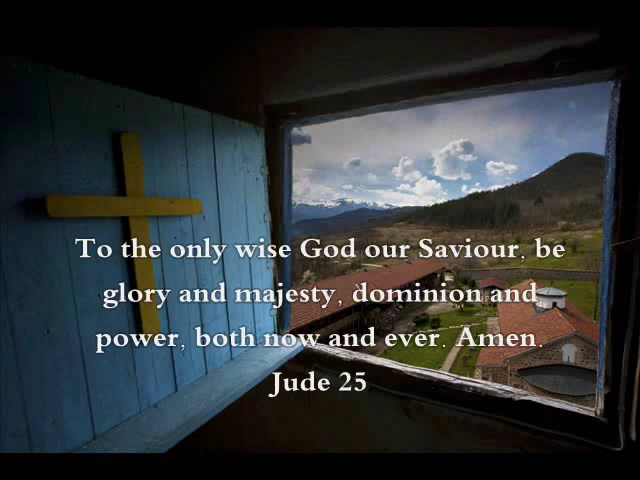 To the only wise God our Saviour, be
glory and majesty, dominion and
power, both now and ever. Amen.
Jude 25